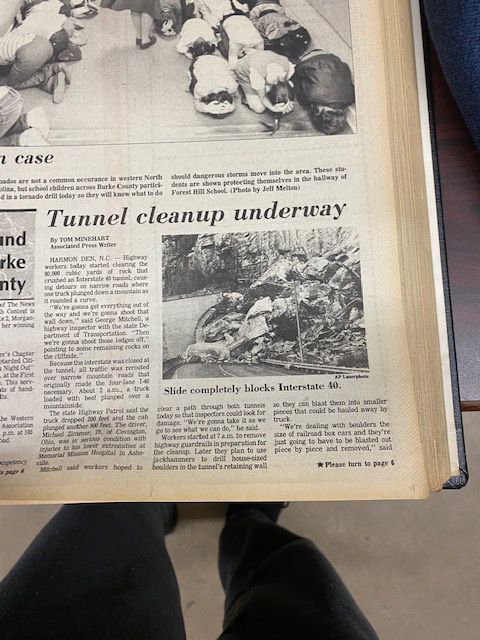 n case
ados are not a common occurance in western North
olina, but school children across Burke County partici-
d in a tornado drill today so they will know what to do
should dangerous storms move into the area. These stu-
dents are shown protecting themselves in the hallway of
Forest Hill School. (Photo by Jeff Melton)
und
rke
nty
of The News
Contest is
her winning
er's Chapter
Night Out"
at the First
This serv-
of hand-
the Western
Association
a.m. at 108
mpetency
page 6
Tunnel cleanup underway
By TOM MINEHART
Associated Press Writer
HARMON DEN, N.C. — Highway
workers today started clearing the
80,000 cubic yards of rock that
crushed an Interstate 40 tunnel, caus-
ing detours on narrow roads where
one truck plunged down a mountain as
it rounded a curve.
"We're gonna get everything out of
the way and we're gonna shoot that
wall down," said George Mitchell, a
highway inspector with the state De-
partment of Transportation. "Then
we're gonna shoot those ledges off,"
pointing to some remaining rocks on
the cliffside."
Because the interstate was closed at
the tunnel, all traffic was rerouted
over narrow mountain roads that
originally made the four-lane I-40
necessary. About 2 a.m., a truck
loaded with beef plunged over a
mountainside.
The state Highway Patrol said the
truck dropped 200 feet and the cab
plunged another 800 feet. The driver,
Michael 29, of Covington,
Ohio, was in serious condition with
injuries to his lower extremities at
Memorial Mission Hospital in Ashe-
ville.
Mitchell said workers hoped to
AP Laserphoto
Slide completely blocks Interstate 40.
clear a path through both tunnels
today so that inspectors could look for
damage. "We're gonna take it as we
go to see what we can do," he said.
Workers started at 7 a.m. to remove
highway guardrails in preparation for
the cleanup. Later they plan to use
jackhammers to drill house-sized
boulders in the tunnel's retaining wall
so they can blast them into smaller
pieces that could be hauled away by
truck.
"We're dealing with boulders the
size of railroad box cars and they're
just going to have to be blasted out
piece by piece and removed," said
★ Please turn to page 6